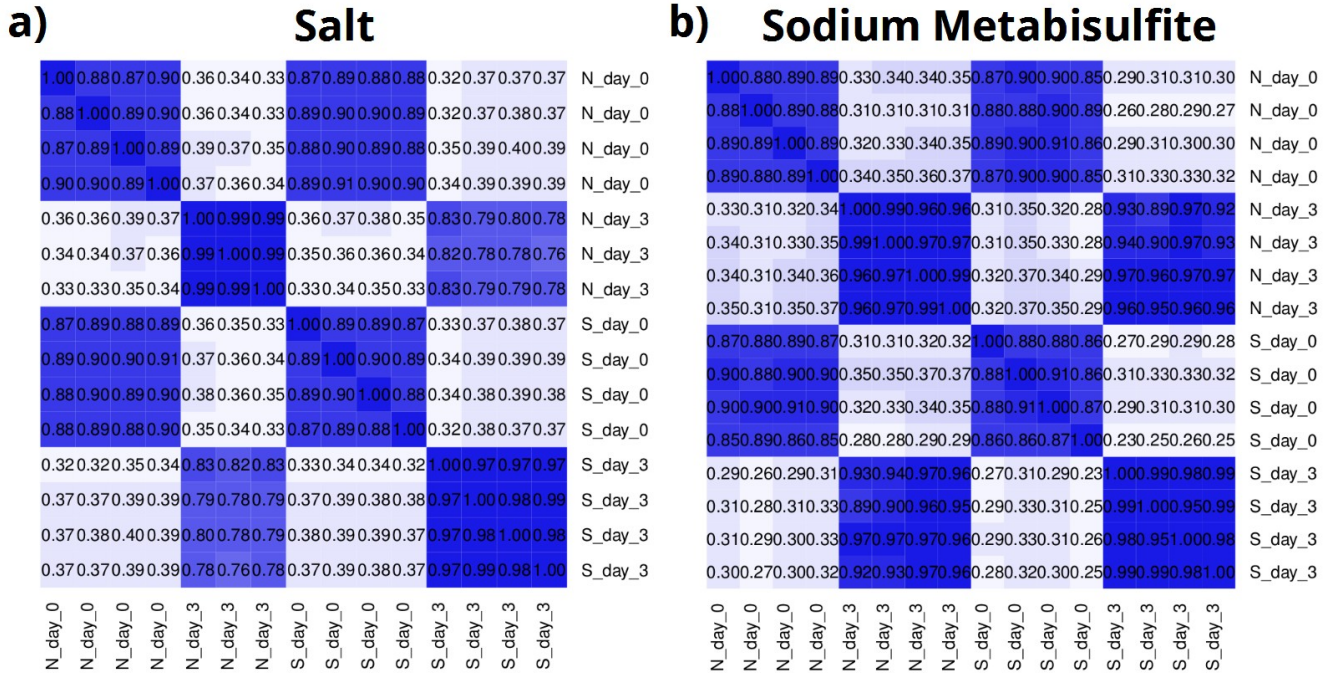 a) Salt
1.00 0.88 0.87 0.90 0.36 0.34 0.33 0.87 0.89 0.88 0.88 0.32 0.37 0.37 0.37 N_day_0
0.88 1.00 0.89 0.90 0.36 0.34 0.33 0.89 0.90 0.90 0.89 0.32 0.37 0.38 0.37 N_day_0
0.87 0.89 1.00 0.89 0.39 0.37 0.35 0.88 0.90 0.89 0.88 0.35 0.39 0.40 0.39 N_day_0
0.90 0.90 0.89 1.00 0.37 0.36 0.34 0.89 0.91 0.90 0.90 0.34 0.39 0.39 0.39 N_day_0
0.36 0.36 0.39 0.37 1.00 0.99 0.99 0.36 0.37 0.38 0.35 0.83 0.79 0.80 0.78 N_day_3
0.34 0.34 0.37 0.36 0.99 1.00 0.99 0.35 0.36 0.36 0.34 0.82 0.78 0.78 0.76 N_day_3
0.33 0.33 0.35 0.34 0.99 0.99 1.00 0.33 0.34 0.35 0.33 0.83 0.79 0.79 0.78 N_day_3
0.87 0.89 0.88 0.89 0.36 0.35 0.33 1.00 0.89 0.89 0.87 0.33 0.37 0.38 0.37 S_day_0
0.89 0.90 0.90 0.91 0.37 0.36 0.34 0.89 1.00 0.90 0.89 0.34 0.39 0.39 0.39 S_day_0
0.88 0.90 0.89 0.90 0.38 0.36 0.35 0.89 0.90 1.00 0.88 0.34 0.38 0.39 0.38 S_day_0
0.88 0.89 0.88 0.90 0.35 0.34 0.33 0.87 0.89 0.88 1.00 0.32 0.38 0.37 0.37 S_day_0
0.32 0.32 0.35 0.34 0.83 0.82 0.83 0.33 0.34 0.34 0.32 1.00 0.97 0.97 0.97 S_day_3
0.37 0.37 0.39 0.39 0.79 0.78 0.79 0.37 0.39 0.38 0.38 0.97 1.00 0.98 0.99 S_day_3
0.37 0.38 0.40 0.39 0.80 0.78 0.79 0.38 0.39 0.39 0.37 0.97 0.98 1.00 0.98 S_day_3
0.37 0.37 0.39 0.39 0.78 0.76 0.78 0.37 0.39 0.38 0.37 0.97 0.99 0.98 1.00 S_day_3
N_day_0 N_day_0 N_day_0 N_day_0 N_day_3 N_day_3 N_day_3 S_day_0 S_day_0 S_day_0 S_day_0 S_day_3 S_day_3 S_day_3 S_day_3
b) Sodium Metabisulfite
1.00 0.88 0.89 0.89 0.33 0.34 0.34 0.35 0.87 0.90 0.90 0.85 0.29 0.31 0.31 0.30 N_day_0
0.88 1.00 0.89 0.88 0.31 0.31 0.31 0.31 0.88 0.88 0.90 0.89 0.26 0.28 0.29 0.27 N_day_0
0.89 0.89 1.00 0.89 0.32 0.33 0.34 0.35 0.89 0.90 0.91 0.86 0.29 0.31 0.30 0.30 N_day_0
0.89 0.88 0.89 1.00 0.34 0.35 0.36 0.37 0.87 0.90 0.90 0.85 0.31 0.33 0.33 0.32 N_day_0
0.33 0.31 0.32 0.34 1.00 0.99 0.96 0.96 0.31 0.35 0.32 0.28 0.93 0.89 0.97 0.92 N_day_3
0.34 0.31 0.33 0.35 0.99 1.00 0.97 0.97 0.31 0.35 0.33 0.28 0.94 0.90 0.97 0.93 N_day_3
0.34 0.31 0.34 0.36 0.96 0.97 1.00 0.99 0.32 0.37 0.34 0.29 0.97 0.96 0.97 0.97 N_day_3
0.35 0.31 0.35 0.37 0.96 0.97 0.99 1.00 0.32 0.37 0.35 0.29 0.96 0.95 0.96 0.96 N_day_3
0.87 0.88 0.89 0.87 0.31 0.31 0.32 0.32 1.00 0.88 0.88 0.86 0.27 0.29 0.29 0.28 S_day_0
0.90 0.88 0.90 0.90 0.35 0.35 0.37 0.37 0.88 1.00 0.91 0.86 0.31 0.33 0.33 0.32 S_day_0
0.90 0.90 0.91 0.90 0.32 0.33 0.34 0.35 0.88 0.91 1.00 0.87 0.29 0.31 0.31 0.30 S_day_0
0.85 0.89 0.86 0.85 0.28 0.28 0.29 0.29 0.86 0.86 0.87 1.00 0.23 0.25 0.26 0.25 S_day_0
0.29 0.26 0.29 0.31 0.93 0.94 0.97 0.96 0.27 0.31 0.29 0.23 1.00 0.99 0.98 0.99 S_day_3
0.31 0.28 0.31 0.33 0.89 0.90 0.96 0.95 0.29 0.33 0.31 0.25 0.99 1.00 0.95 0.99 S_day_3
0.31 0.29 0.30 0.33 0.97 0.97 0.97 0.96 0.29 0.33 0.31 0.26 0.98 0.95 1.00 0.98 S_day_3
0.30 0.27 0.30 0.32 0.92 0.93 0.97 0.96 0.28 0.32 0.30 0.25 0.99 0.99 0.98 1.00 S_day_3
N_day_0 N_day_0 N_day_0 N_day_0 N_day_3 N_day_3 N_day_3 N_day_3 S_day_0 S_day_0 S_day_0 S_day_0 S_day_3 S_day_3 S_day_3 S_day_3